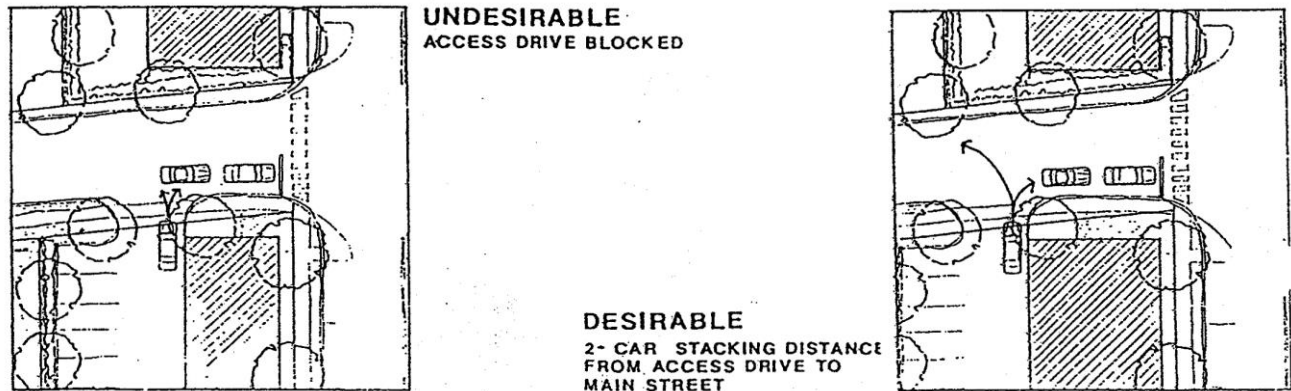 UNDESIRABLE
ACCESS DRIVE BLOCKED
DESIRABLE
2- CAR STACKING DISTANCE
FROM ACCESS DRIVE TO
MAIN STREET